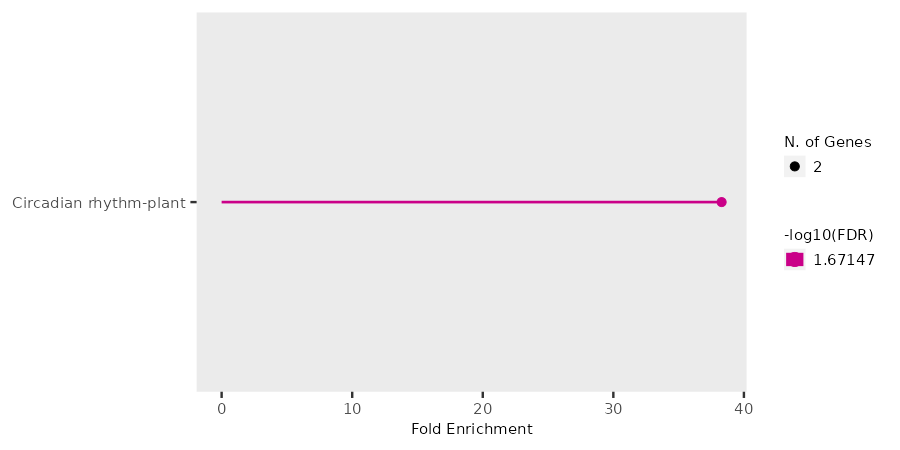 N. of Genes
2
Circadian rhythm-plant
-log10(FDR)
1.67147
0 10 20 30 40
Fold Enrichment